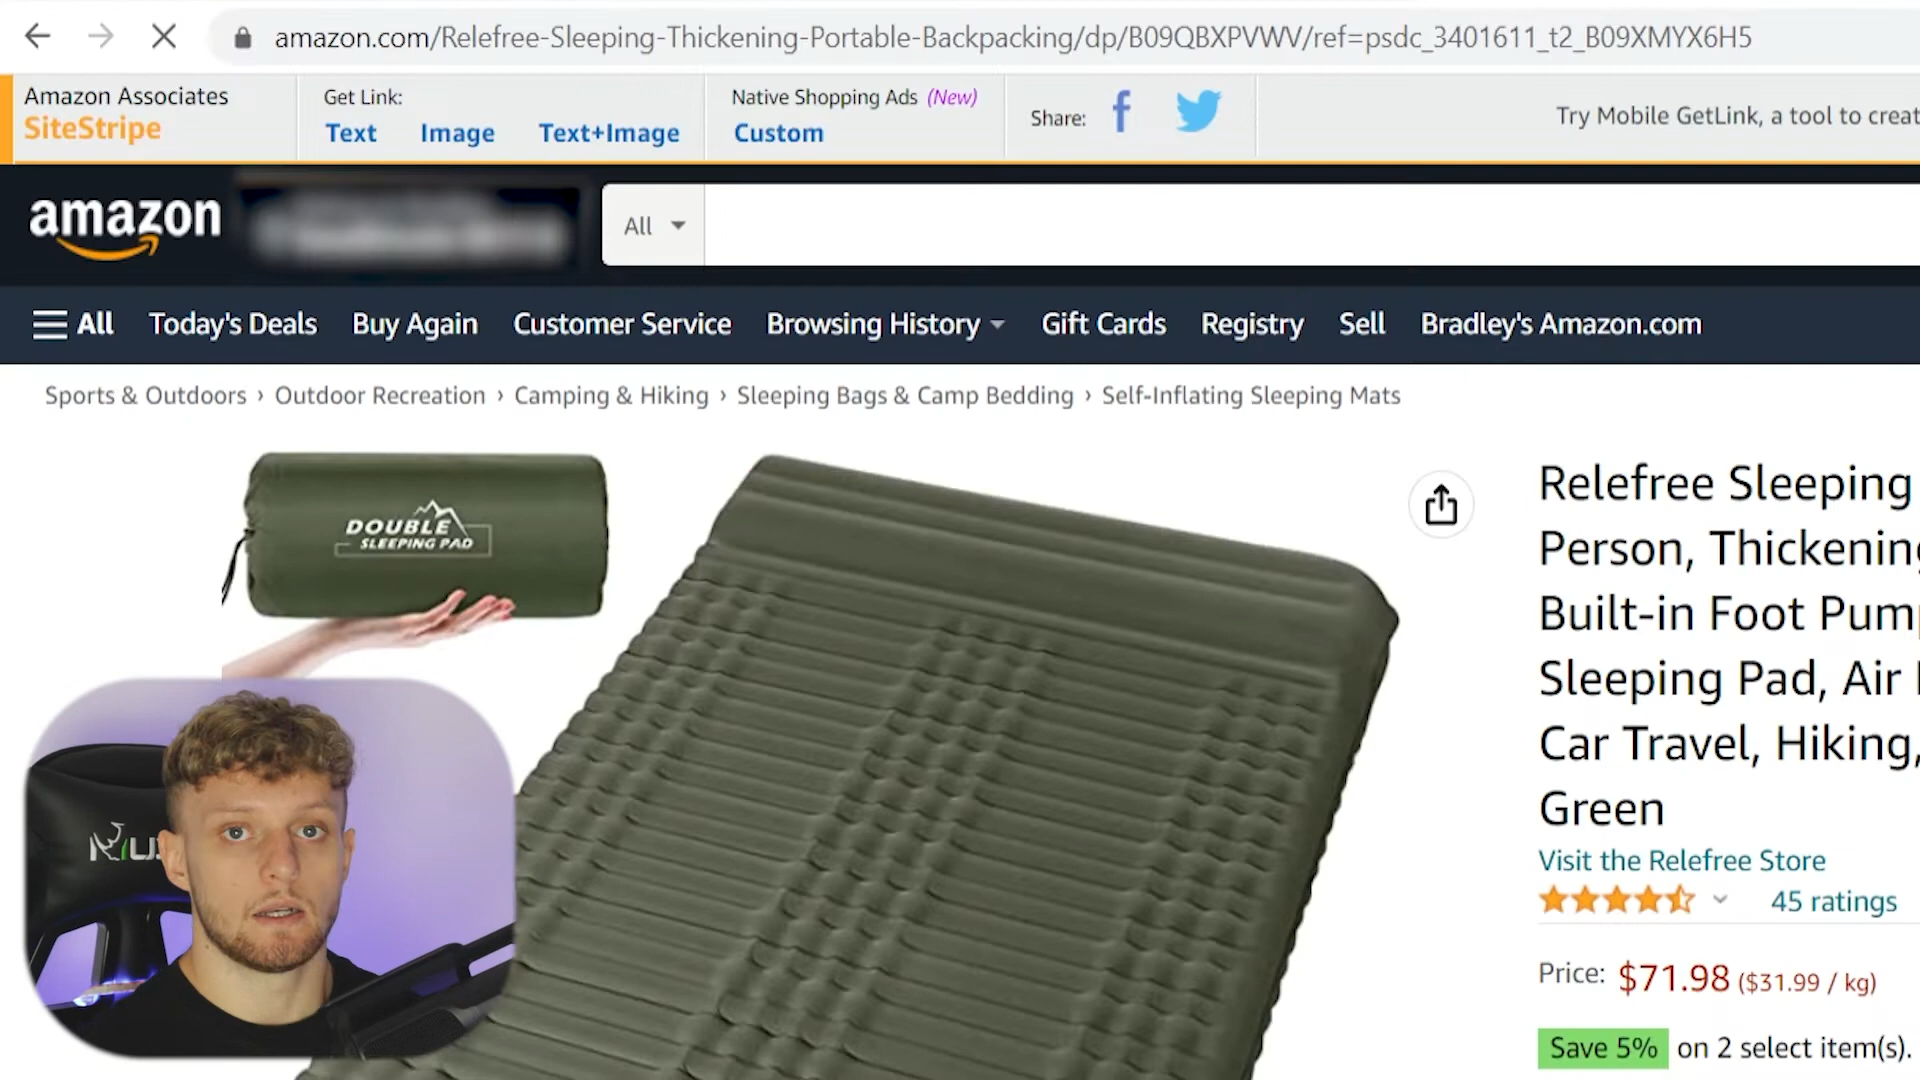 amazon.com/Relefree-Sleeping-Thickening-Portable-Backpacking/dp/B09QBXPVWV/ref=psdc_3401611_t2_B09XMYX6H5
Amazon Associates
SiteStripe
Get Link:
Text Image Text+Image
Native Shopping Ads (New)
Custom
Share:
Try Mobile GetLink, a tool to creat
amazon
All
All Today's Deals Buy Again Customer Service Browsing History Gift Cards Registry Sell Bradley's Amazon.com
Sports & Outdoors › Outdoor Recreation › Camping & Hiking › Sleeping Bags & Camp Bedding › Self-Inflating Sleeping Mats
DOUBLE
SLEEPING PAD
Relefree Sleeping
Person, Thickening
Built-in Foot Pump
Sleeping Pad, Air
Car Travel, Hiking,
Green
Visit the Relefree Store
45 ratings
Price: $71.98 ($31.99 / kg)
Save 5% on 2 select item(s).